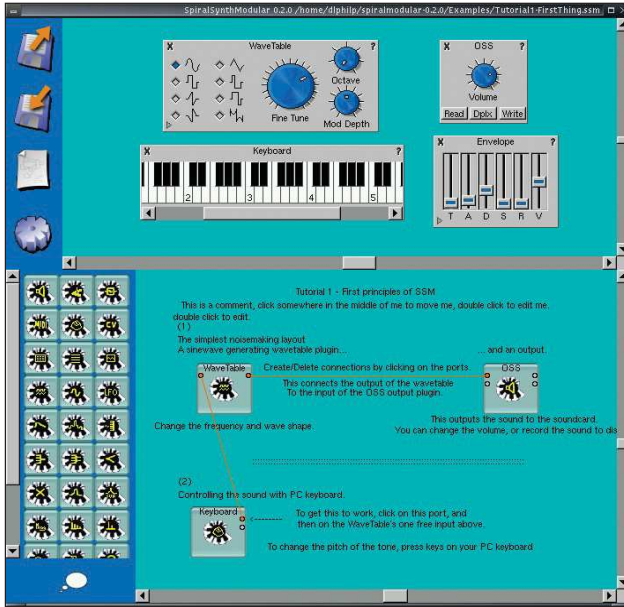 SpiralSynthModular 0.2.0 /home/dlphilp/spiralmodular-0.2.0/Examples/Tutorial1-FirstThing.ssm
X WaveTable ?
Octave
Fine Tune
Mod Depth
X OSS ?
Volume
Read Dplx Write
X Keyboard ?
2 3 4 5
X Envelope ?
T A D S R V
MIDI
CV
LFO
Tutorial 1 - First principles of SSM
This is a comment, click somewhere in the middle of me to move me, double click to edit me.
double click to edit.
(1)
The simplest noisemaking layout
A sinewave generating wavetable plugin...
... and an output.
WaveTable
Create/Delete connections by clicking on the ports.
OSS
This connects the output of the wavetable
To the input of the OSS output plugin.
This outputs the sound to the soundcard.
Change the frequency and wave shape.
You can change the volume, or record the sound to dis
(2)
Controlling the sound with PC keyboard.
Keyboard
<--------
To get this to work, click on this port, and
then on the WaveTable's one free input above.
To change the pitch of the tone, press keys on your PC keyboard